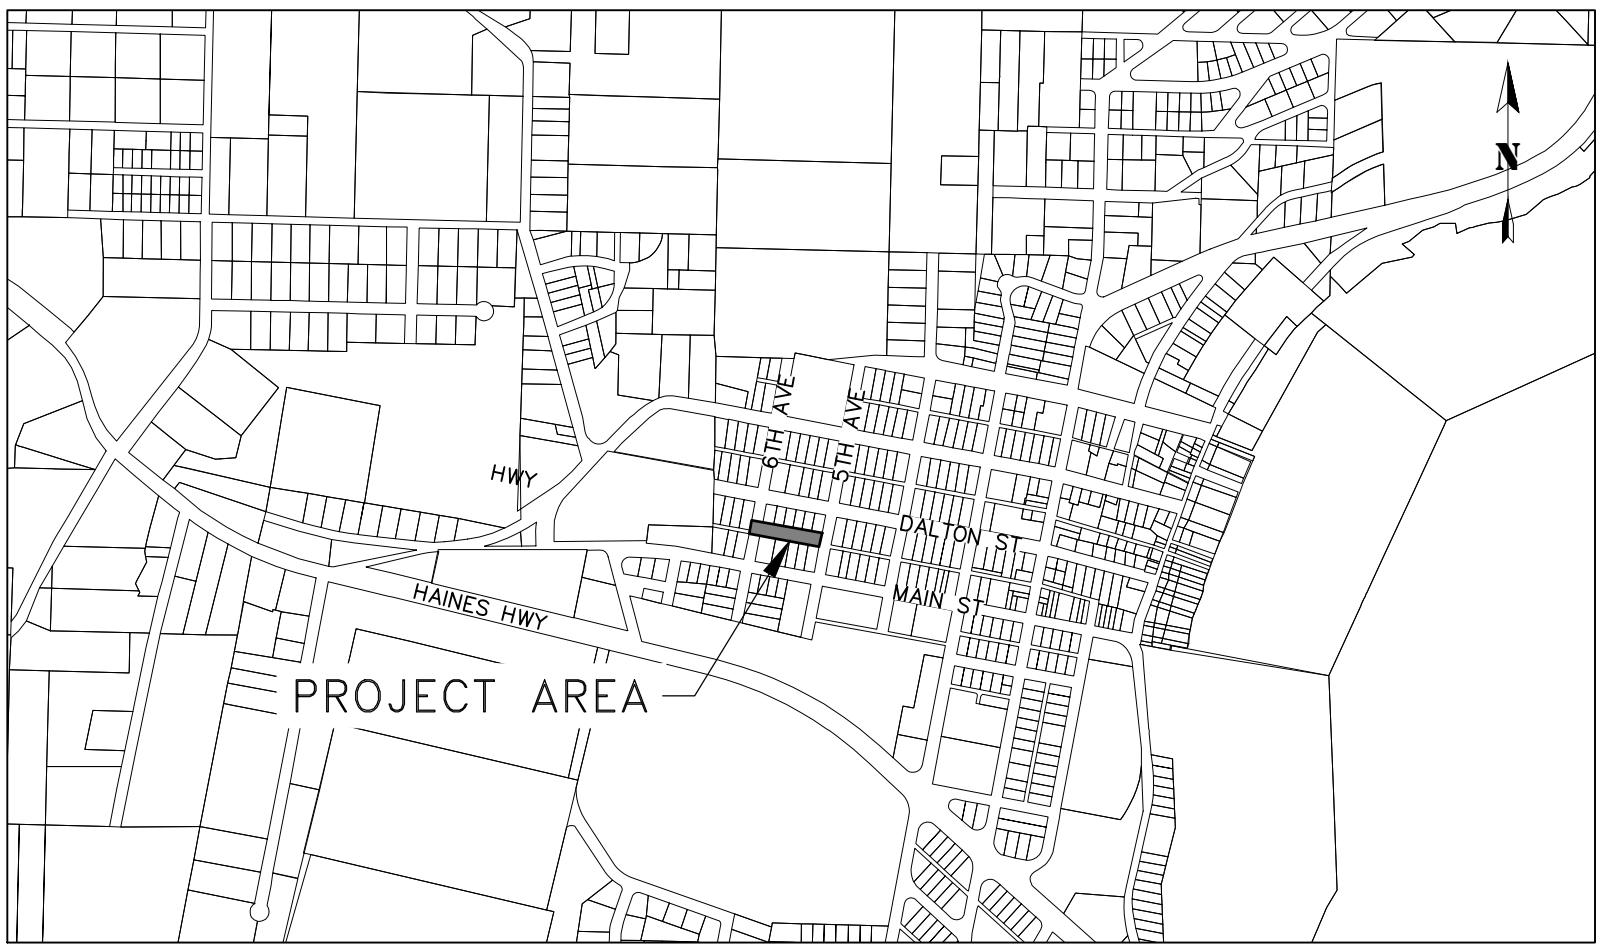 N
6TH AVE
5TH AVE
HWY
DALTON ST
MAIN ST
HAINES HWY
PROJECT AREA